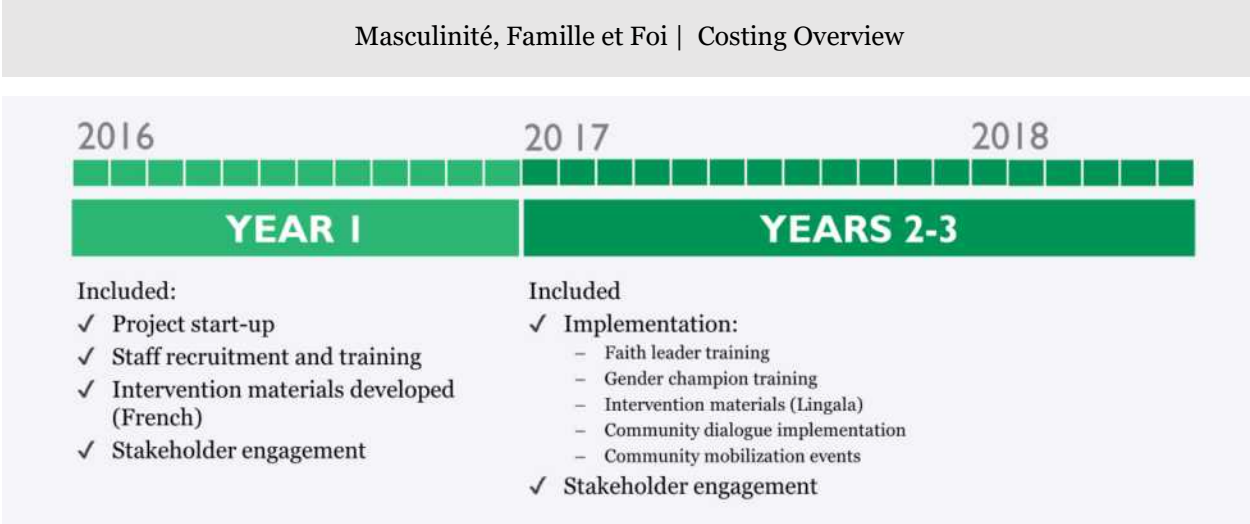 Masculinité, Famille et Foi | Costing Overview
2016
2017
2018
YEAR 1
YEARS 2-3
Included:
✓ Project start-up
✓ Staff recruitment and training
✓ Intervention materials developed
(French)
✓ Stakeholder engagement
Included
✓ Implementation:
– Faith leader training
– Gender champion training
– Intervention materials (Lingala)
– Community dialogue implementation
– Community mobilization events
✓ Stakeholder engagement